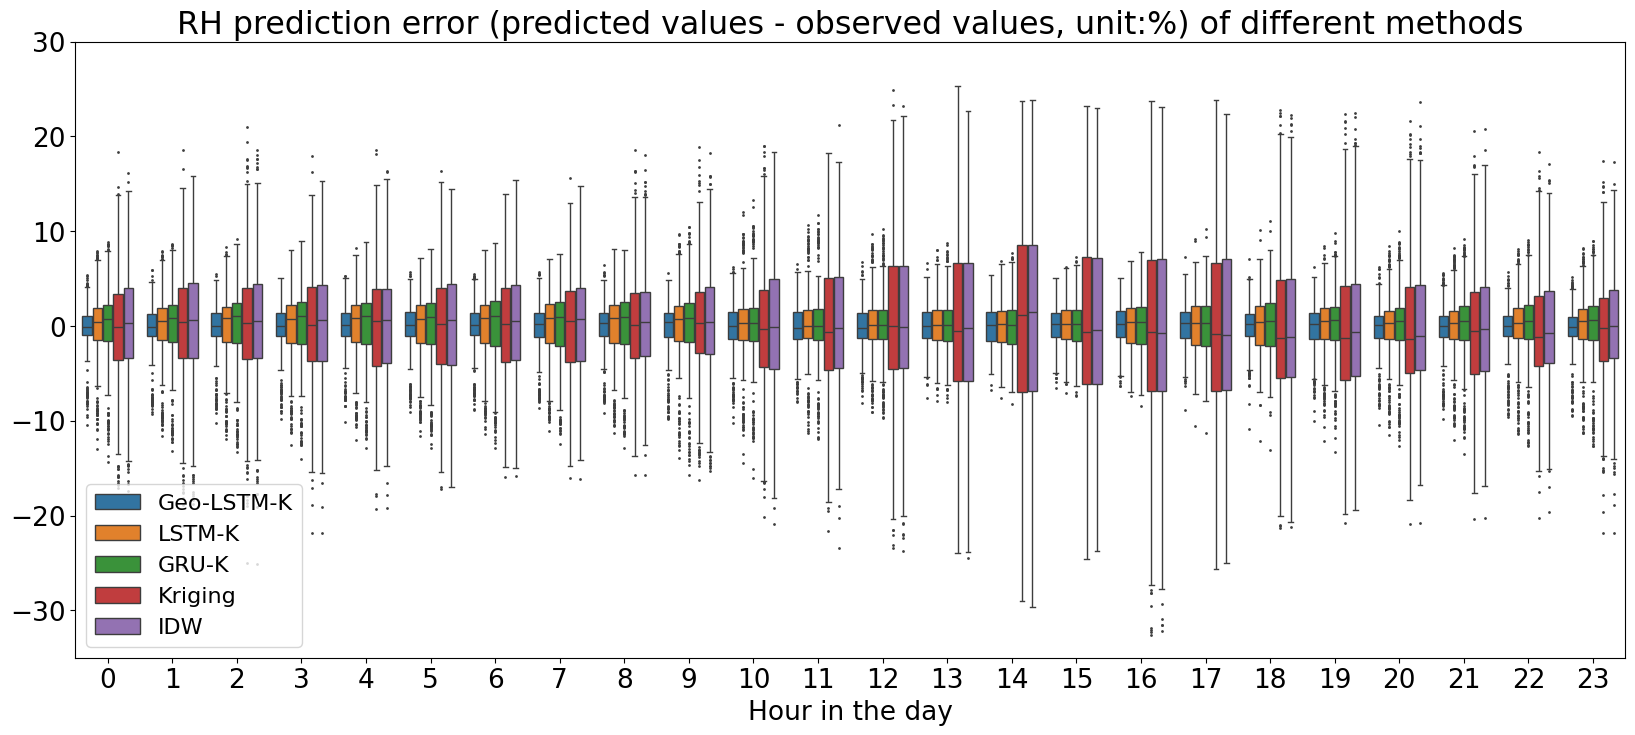 RH prediction error (predicted values - observed values, unit:%) of different methods
30
20
10
0
−10
−20
−30
Geo-LSTM-K
LSTM-K
GRU-K
Kriging
IDW
0 1 2 3 4 5 6 7 8 9 10 11 12 13 14 15 16 17 18 19 20 21 22 23
Hour in the day